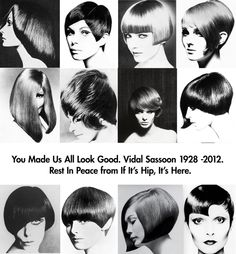 You Made Us All Look Good. Vidal Sassoon 1928 -2012.
Rest In Peace from If It's Hip, It's Here.